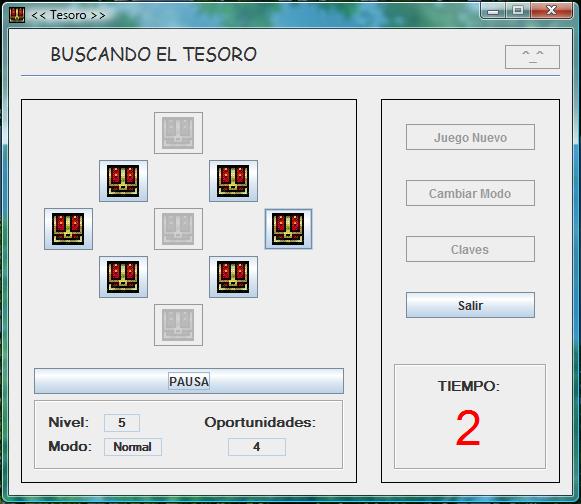 << Tesoro >>
BUSCANDO EL TESORO
^_^
Juego Nuevo
Cambiar Modo
Claves
Salir
PAUSA
Nivel: 5 Oportunidades:
Modo: Normal 4
TIEMPO:
2